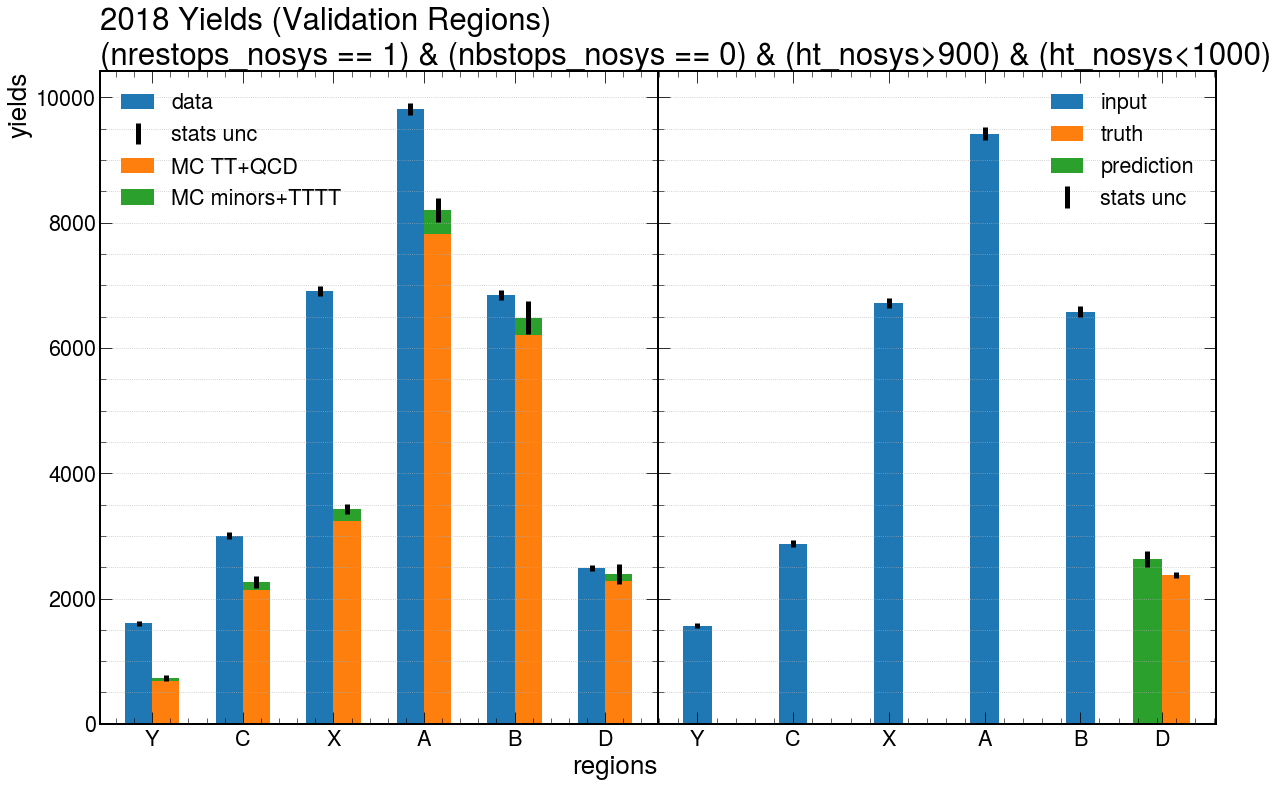 2018 Yields (Validation Regions)
(nrestops_nosys == 1) & (nbstops_nosys == 0) & (ht_nosys>900) & (ht_nosys<1000)
yields
10000
8000
6000
4000
2000
0
data
stats unc
MC TT+QCD
MC minors+TTTT
input
truth
prediction
stats unc
Y C X A B D
Y C X A B D
regions